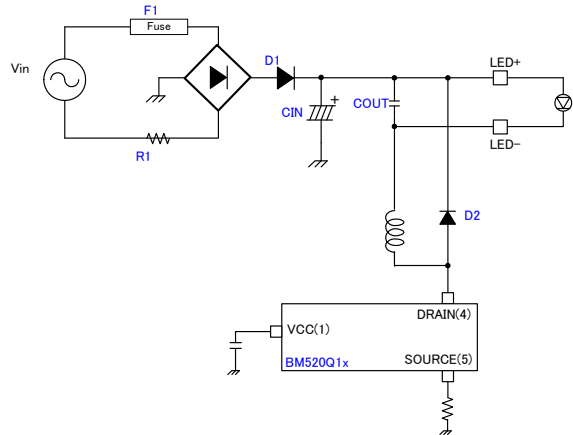 F1
Fuse
Vin
R1
D1
CIN
+
COUT
LED+
LED-
D2
DRAIN(4)
VCC(1)
SOURCE(5)
BM520Q1x